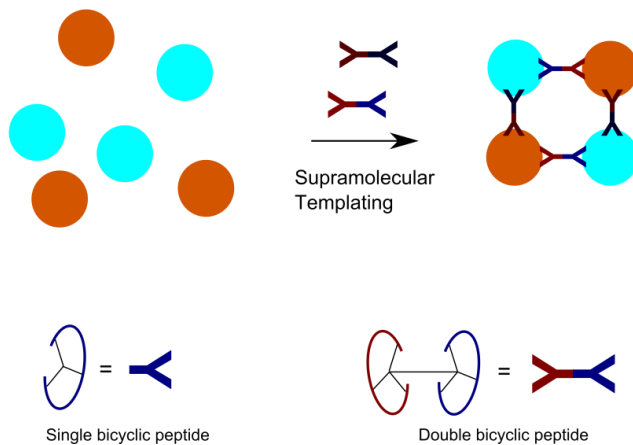 Supramolecular
Templating
=
=
Single bicyclic peptide
Double bicyclic peptide